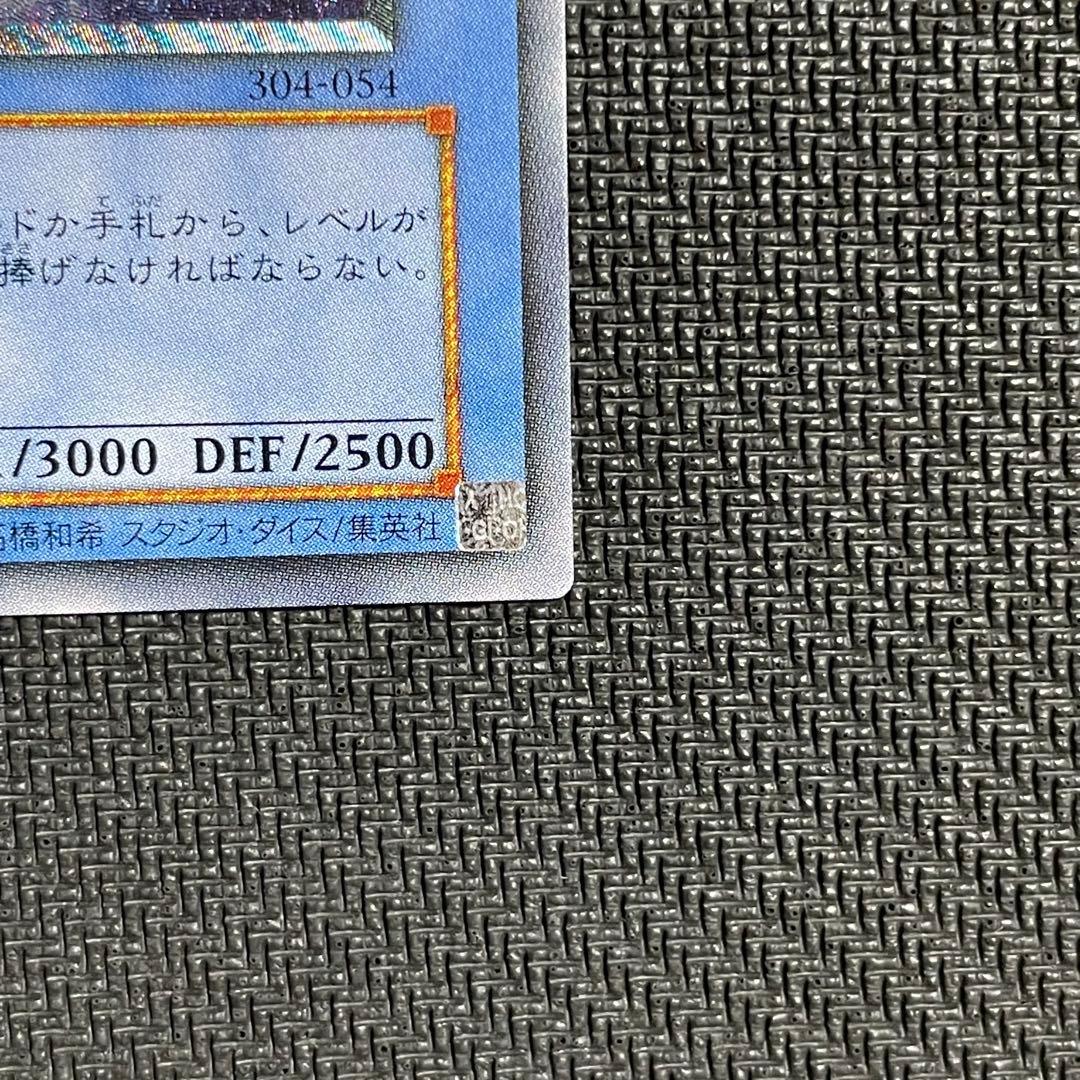 304-054
ドか手札から、レベルが
捧げなければならない。
/3000 DEF/2500
橋和希 スタジオ・ダイス/集英社